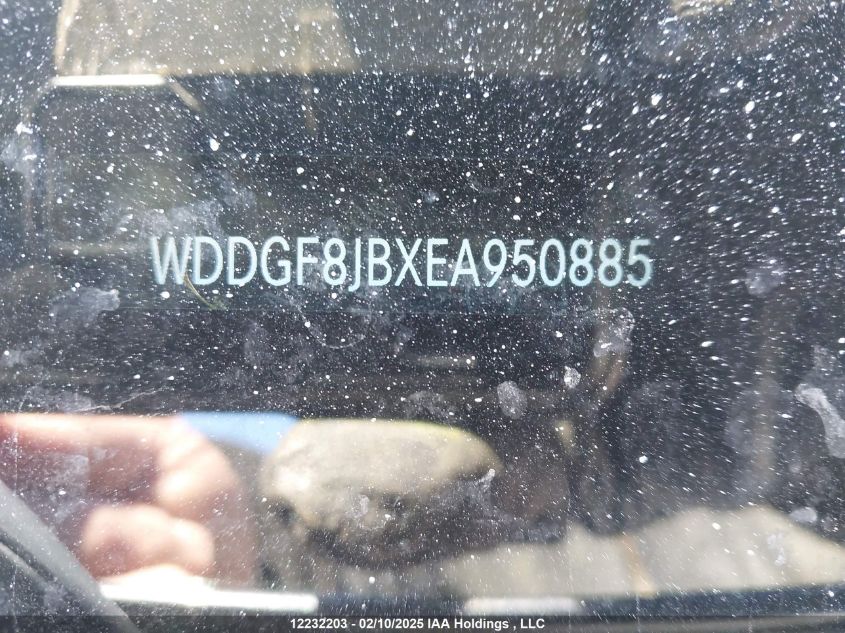 WDDGF8JBXEA950885
12232203 - 02/10/2025 IAA Holdings , LLC